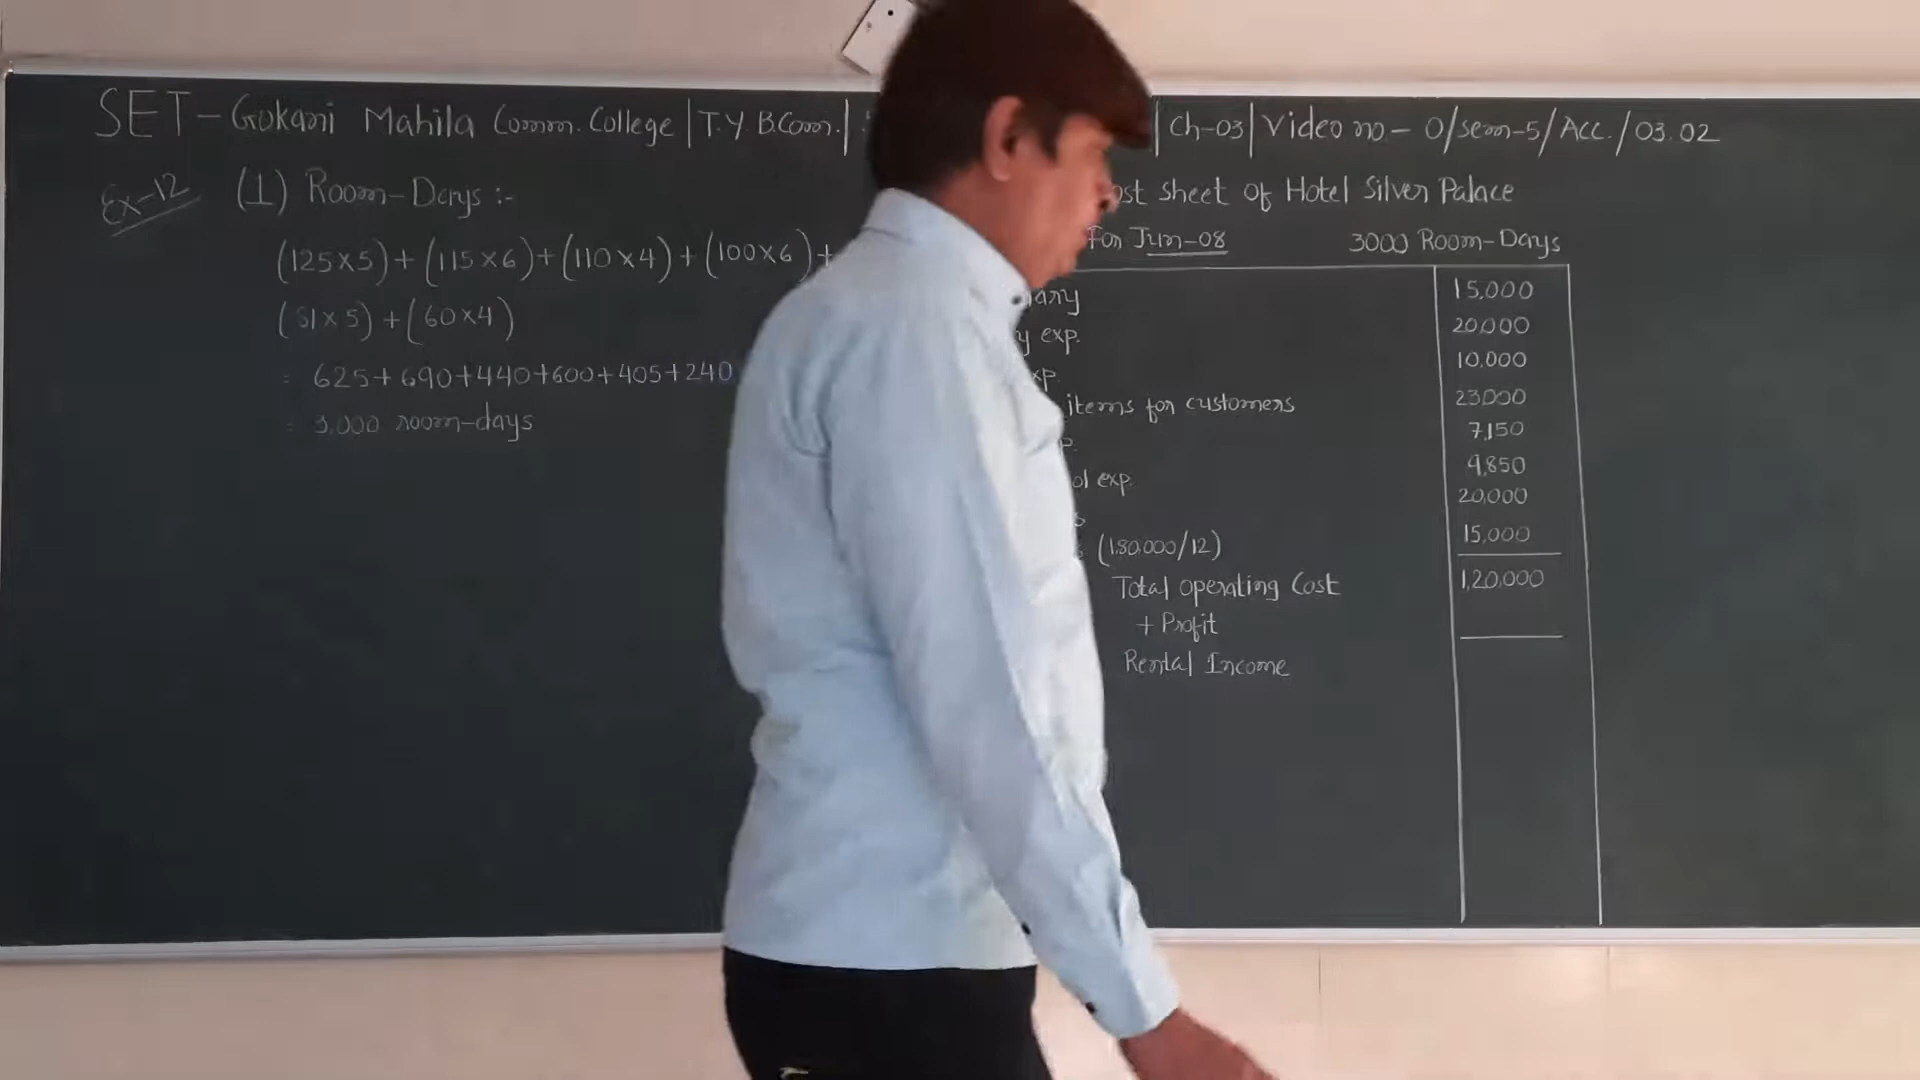 SET - Gokani Mahila Comm. College | T.Y. B.Com. | | Ch-03 | Video no - 0/sem-5/Acc./03.02
Ex-12 (1) Room-Days :-
(125×5) + (115×6) + (110×4) + (100×6) +
(81×5) + (60×4)
= 625+690+440+600+405+240
= 3,000 room-days
ost sheet of Hotel Silver Palace
For Jun-08 3000 Room-Days
ary 15,000
y exp. 20,000
xp. 10,000
items for customers 23,000
p. 7,150
ol exp. 9,850
s 20,000
s (1,80,000/12) 15,000
Total operating Cost 1,20,000
+ Profit
Rental Income